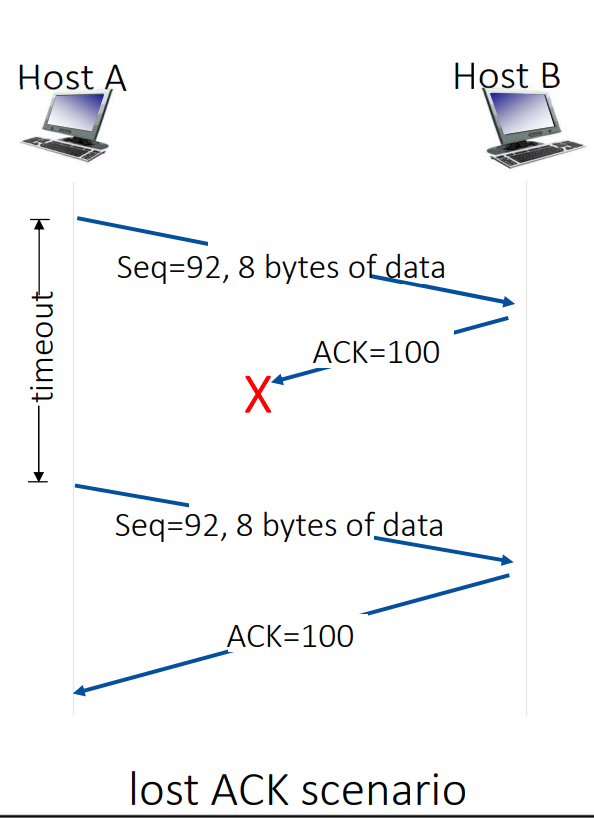 Host A
Host B
Seq=92, 8 bytes of data
ACK=100
X
timeout
Seq=92, 8 bytes of data
ACK=100
lost ACK scenario